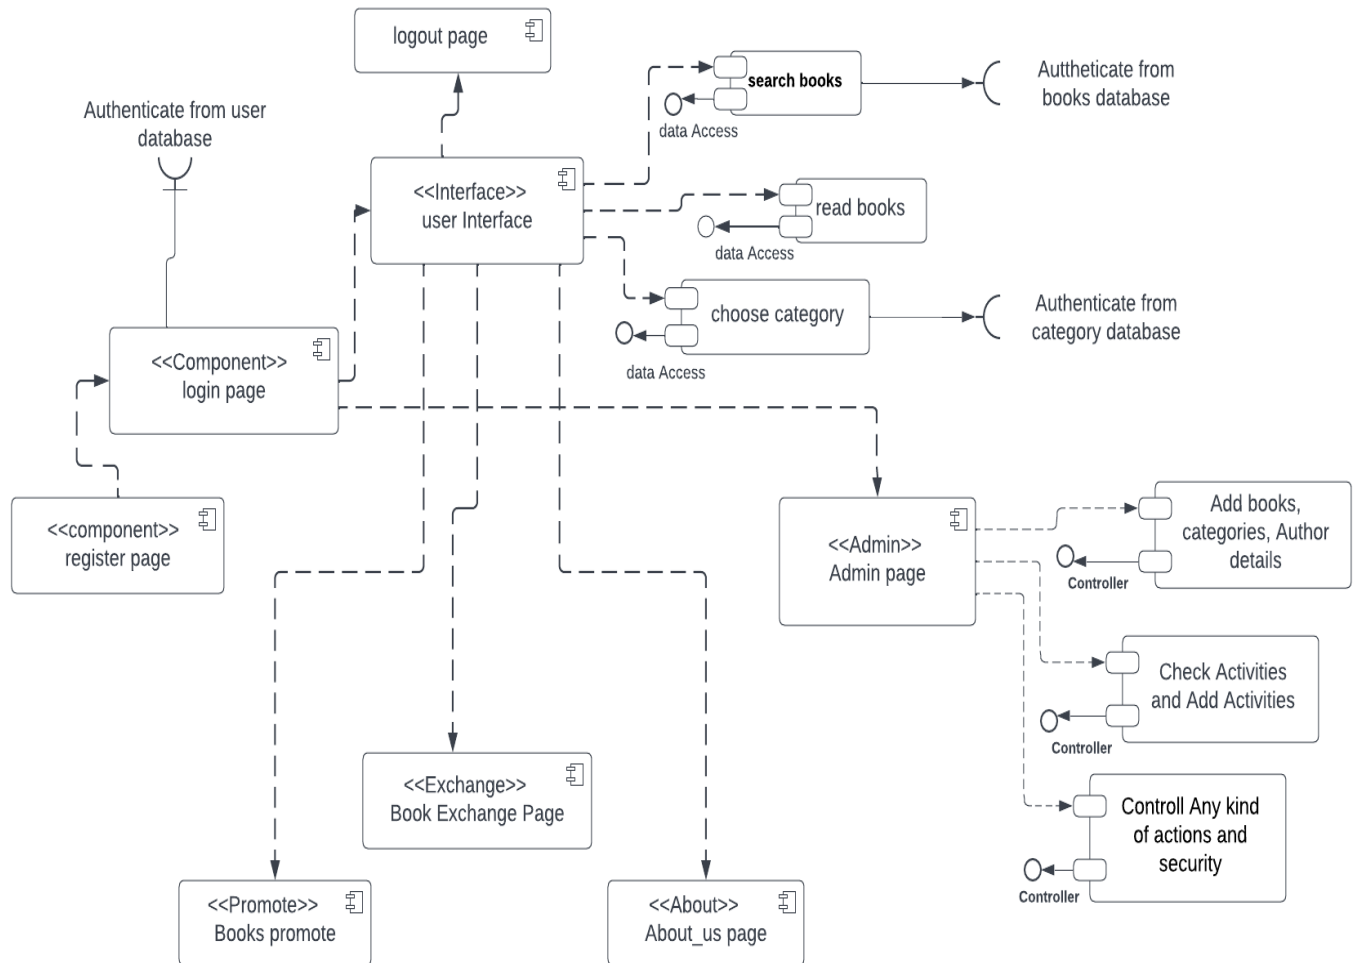 logout page
search books
Auttheticate from
books database
data Access
Authenticate from user
database
<<Interface>>
user Interface
read books
data Access
choose category
Authenticate from
category database
data Access
<<Component>>
login page
<<component>>
register page
<<Admin>>
Admin page
Add books,
categories, Author
details
Controller
Check Activities
and Add Activities
Controller
Controll Any kind
of actions and
security
Controller
<<Exchange>>
Book Exchange Page
<<Promote>>
Books promote
<<About>>
About_us page